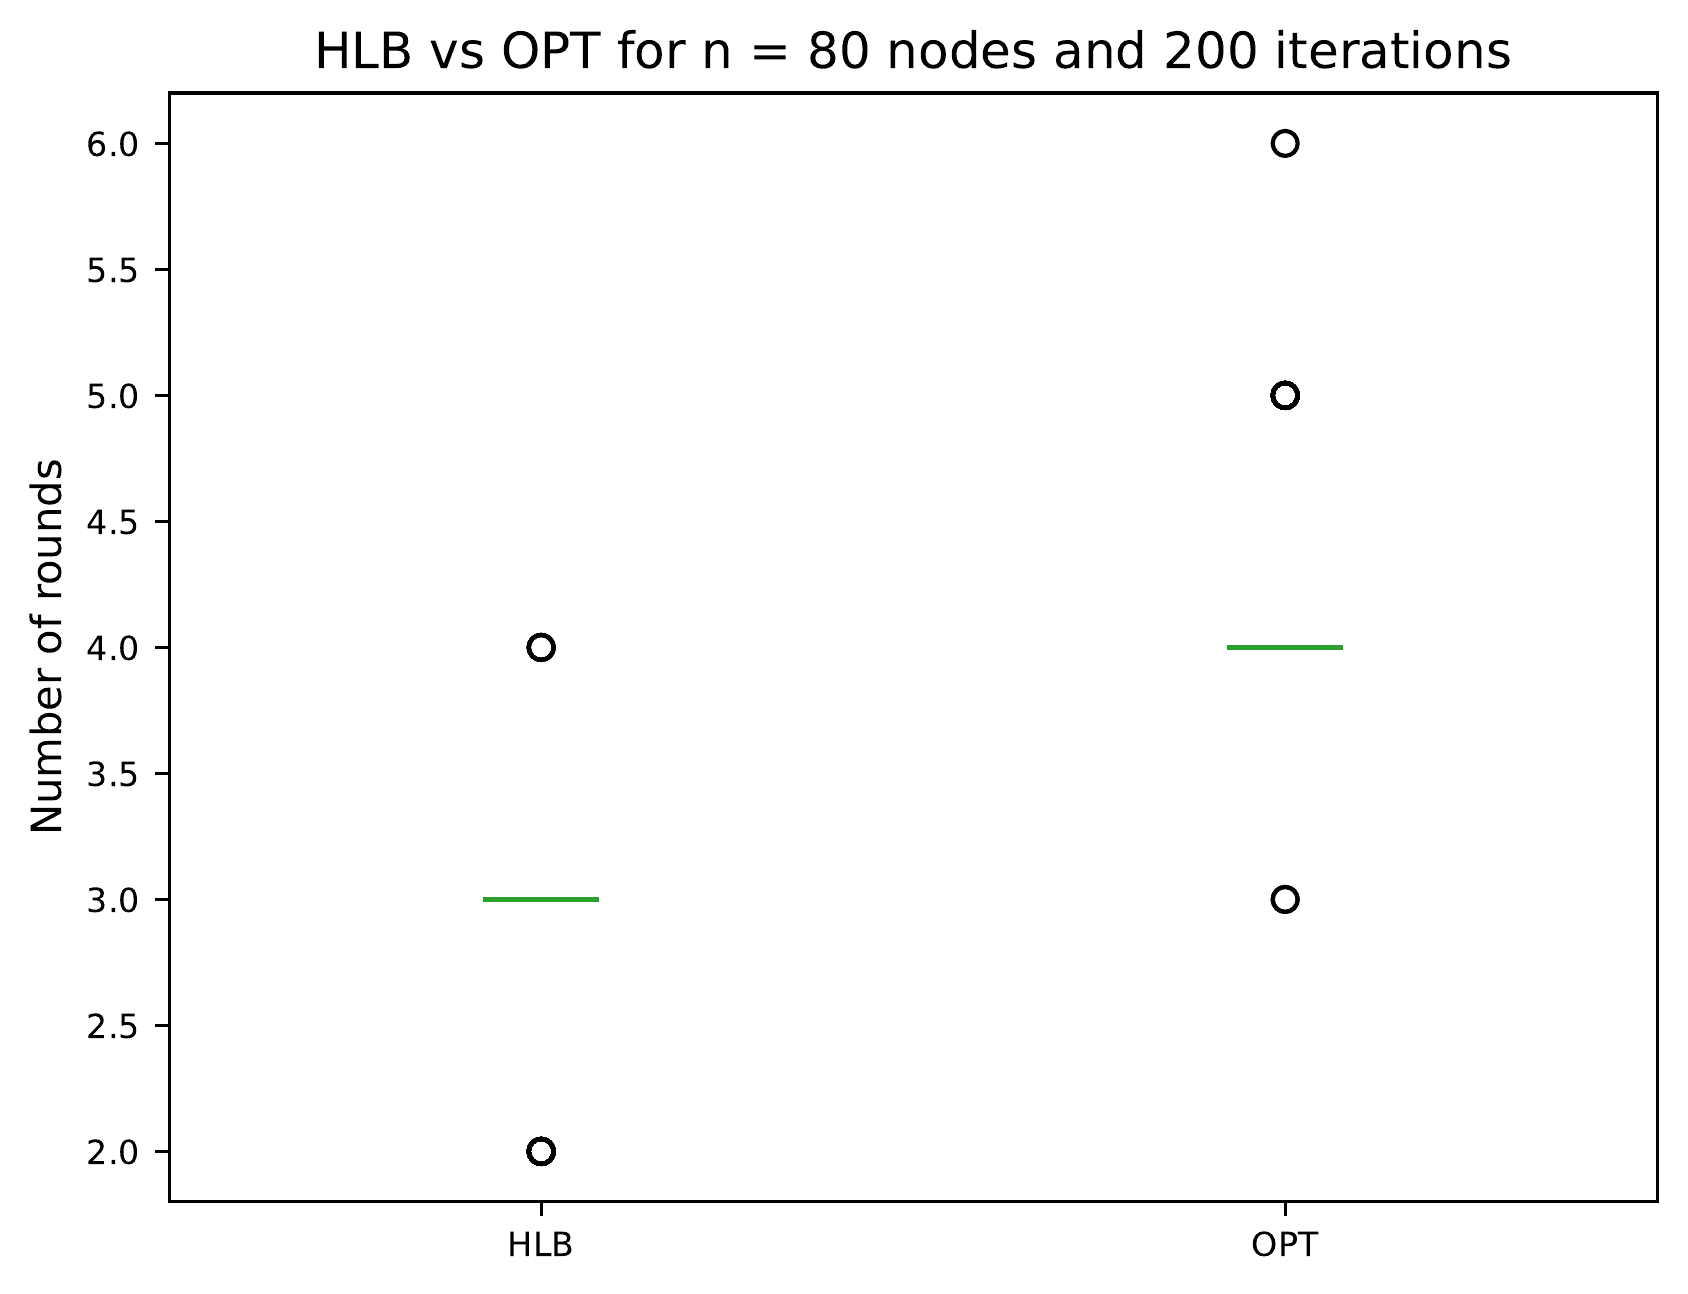 HLB vs OPT for n = 80 nodes and 200 iterations
Number of rounds
6.0
5.5
5.0
4.5
4.0
3.5
3.0
2.5
2.0
HLB
OPT